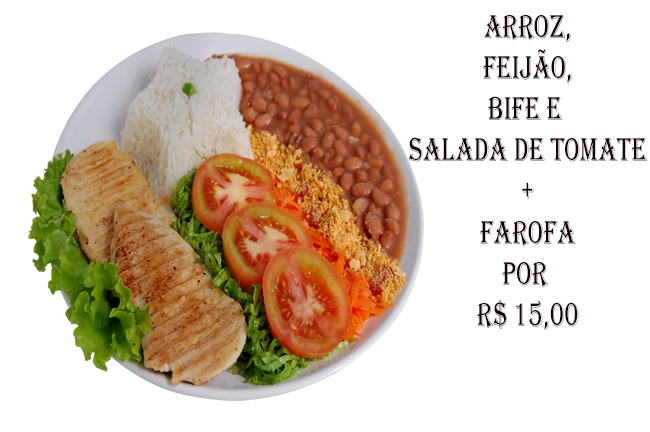 ARROZ,
FEIJÃO,
BIFE E
SALADA DE TOMATE
+
FAROFA
POR
R$ 15,00